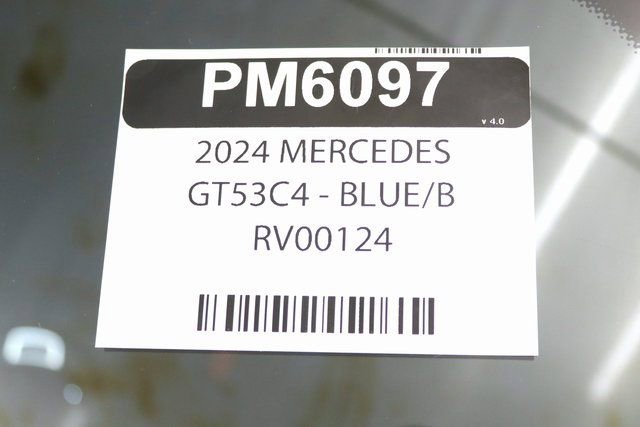 PM6097
v 4.0
2024 MERCEDES
GT53C4 - BLUE/B
RV00124